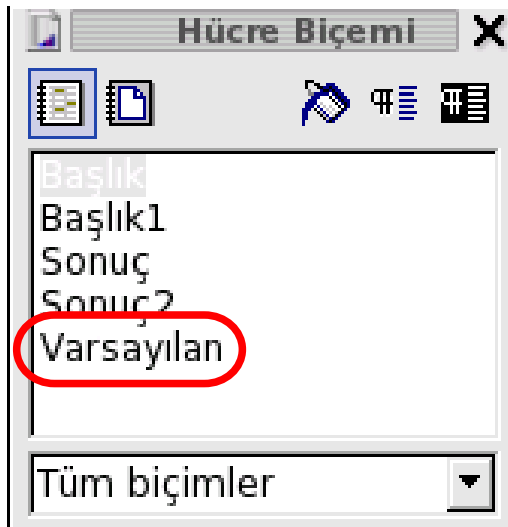 Hücre Biçemi
Başlık
Başlık1
Sonuç
Sonuç2
Varsayılan
Tüm biçimler